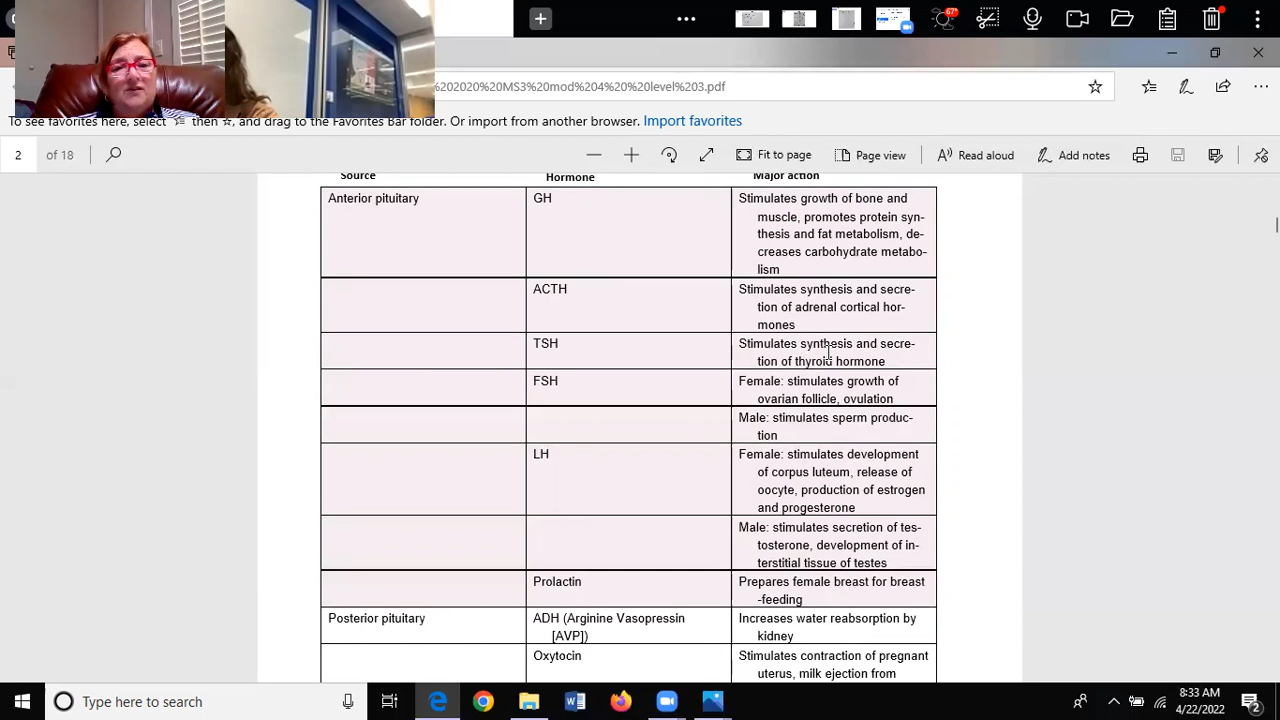 67°
%202020%20MS3%20mod%204%20%20level%203.pdf
To see favorites here, select then ☆, and drag to the Favorites Bar folder. Or import from another browser. Import favorites
2 of 18 Fit to page Page view Read aloud Add notes
Source Hormone Major action
Anterior pituitary GH Stimulates growth of bone and
muscle, promotes protein syn-
thesis and fat metabolism, de-
creases carbohydrate metabo-
lism
ACTH Stimulates synthesis and secre-
tion of adrenal cortical hor-
mones
TSH Stimulates synthesis and secre-
tion of thyroid hormone
FSH Female: stimulates growth of
ovarian follicle, ovulation
Male: stimulates sperm produc-
tion
LH Female: stimulates development
of corpus luteum, release of
oocyte, production of estrogen
and progesterone
Male: stimulates secretion of tes-
tosterone, development of in-
terstitial tissue of testes
Prolactin Prepares female breast for breast
-feeding
Posterior pituitary ADH (Arginine Vasopressin Increases water reabsorption by
[AVP]) kidney
Oxytocin Stimulates contraction of pregnant
uterus, milk ejection from
Type here to search
8:33 AM
4/22/2022
2